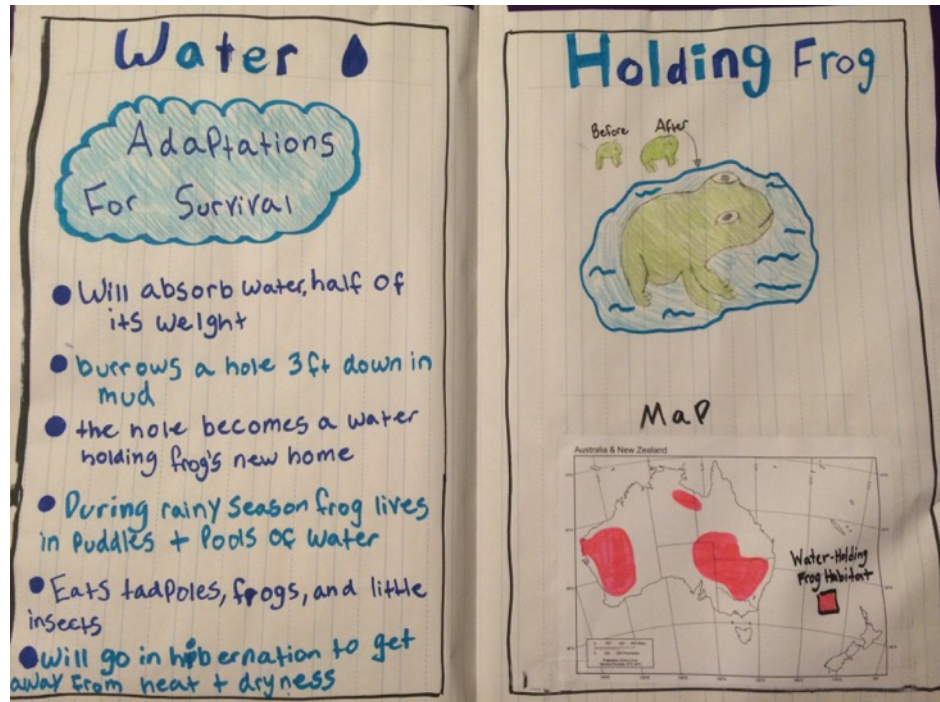 Water
Adaptations
For Survival
Will absorb water, half of
its weight
burrows a hole 3ft down in
mud
the hole becomes a water
holding frog's new home
During rainy season frog lives
in Puddles + Pools of water
Eats tadpoles, frogs, and little
insects
Will go in hibernation to get
away from heat + dryness
Holding Frog
Before
After
Map
Australia & New Zealand
Water-Holding
Frog Habitat